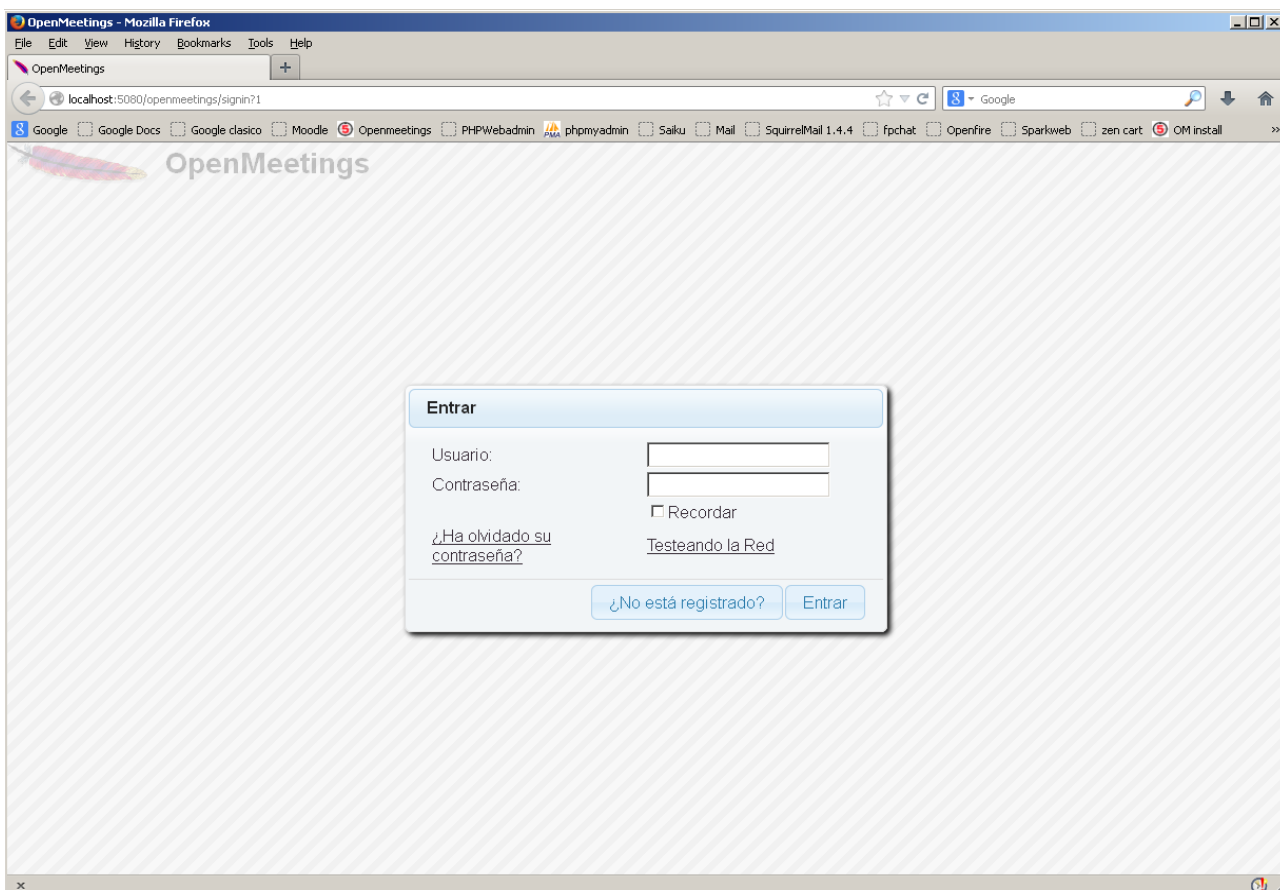 OpenMeetings - Mozilla Firefox
File Edit View History Bookmarks Tools Help
OpenMeetings
localhost:5080/openmeetings/signin?1
Google
Google Google Docs Google clasico Moodle Openmeetings PHPWebadmin phpmyadmin Saiku Mail SquirrelMail 1.4.4 fpchat Openfire Sparkweb zen cart OM install
OpenMeetings
Entrar
Usuario:
Contraseña:
Recordar
¿Ha olvidado su
contraseña?
Testeando la Red
¿No está registrado? Entrar